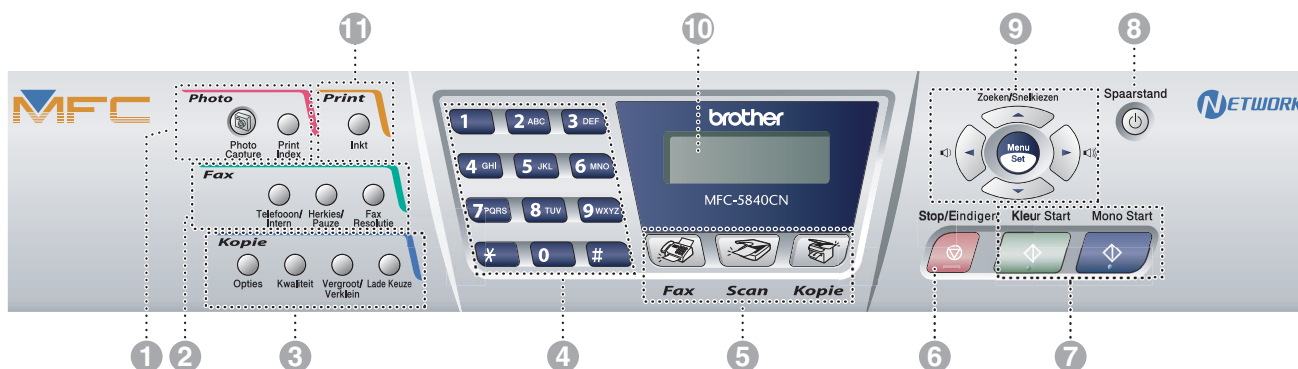 11 10 9 8
MFC
Photo
Photo Capture
Print Index
Print
Inkt
Fax
Telefooon/ Intern
Herkies/ Pauze
Fax Resolutie
Kopie
Opties
Kwaliteit
Vergroot/ Verklein
Lade Keuze
1 2 ABC 3 DEF
4 GHI 5 JKL 6 MNO
7 PQRS 8 TUV 9 WXYZ
* 0 #
brother
MFC-5840CN
Fax Scan Kopie
Zoeken/Snelkiezen
Menu
Set
Spaarstand
NETWORK
Stop/Eindigen
Kleur Start
Mono Start
1 2 3 4 5 6 7